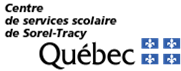 Centre
de services scolaire
de Sorel-Tracy
Québec